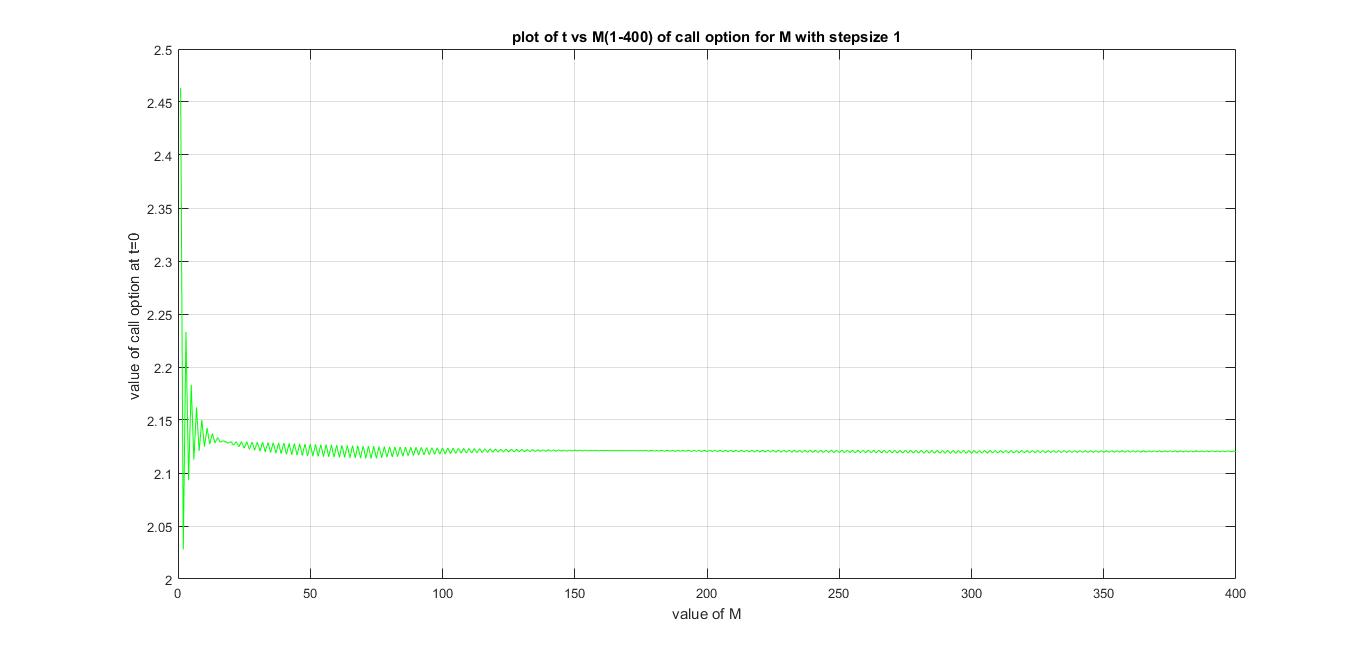 plot of t vs M(1-400) of call option for M with stepsize 1
value of call option at t=0
2.5
2.45
2.4
2.35
2.3
2.25
2.2
2.15
2.1
2.05
2
0 50 100 150 200 250 300 350 400
value of M